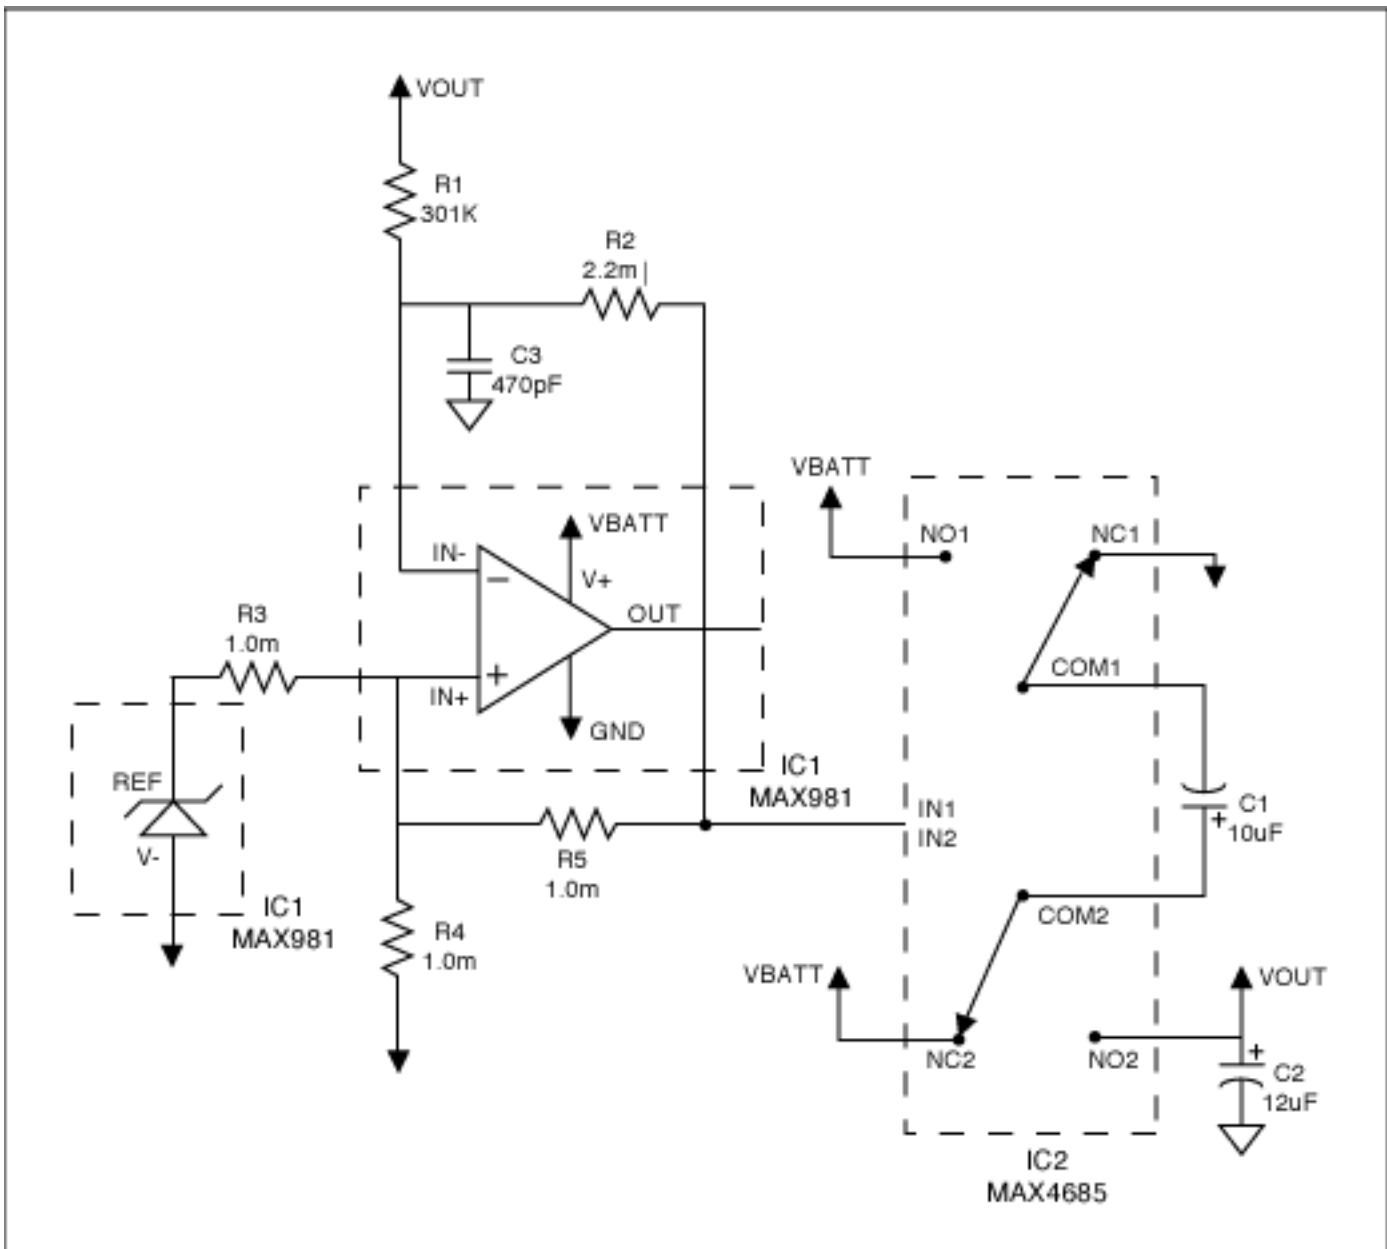 VOUT
R1
301K
R2
2.2m
C3
470pF
VBATT
IN-
V+
OUT
R3
1.0m
IN+
GND
REF
V-
IC1
MAX981
IC1
MAX981
R5
1.0m
R4
1.0m
VBATT
NO1
NC1
COM1
IN1
IN2
C1
10uF
+
COM2
VBATT
NC2
NO2
VOUT
+
C2
12uF
IC2
MAX4685